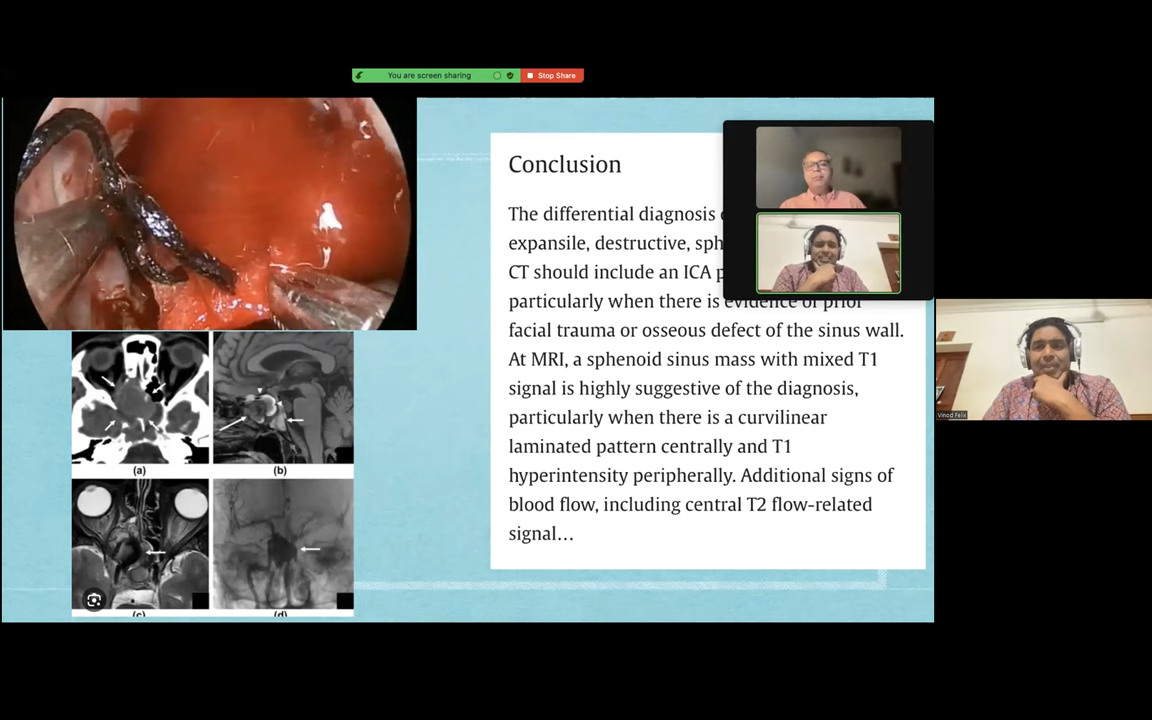 You are screen sharing
Stop Share
Conclusion
The differential diagnosis
expansile, destructive, sph
CT should include an ICA p
particularly when there is evidence of prior
facial trauma or osseous defect of the sinus wall.
At MRI, a sphenoid sinus mass with mixed T1
signal is highly suggestive of the diagnosis,
particularly when there is a curvilinear
laminated pattern centrally and T1
hyperintensity peripherally. Additional signs of
blood flow, including central T2 flow-related
signal...
(a)
(b)
(c)
(d)
Vinod Felix